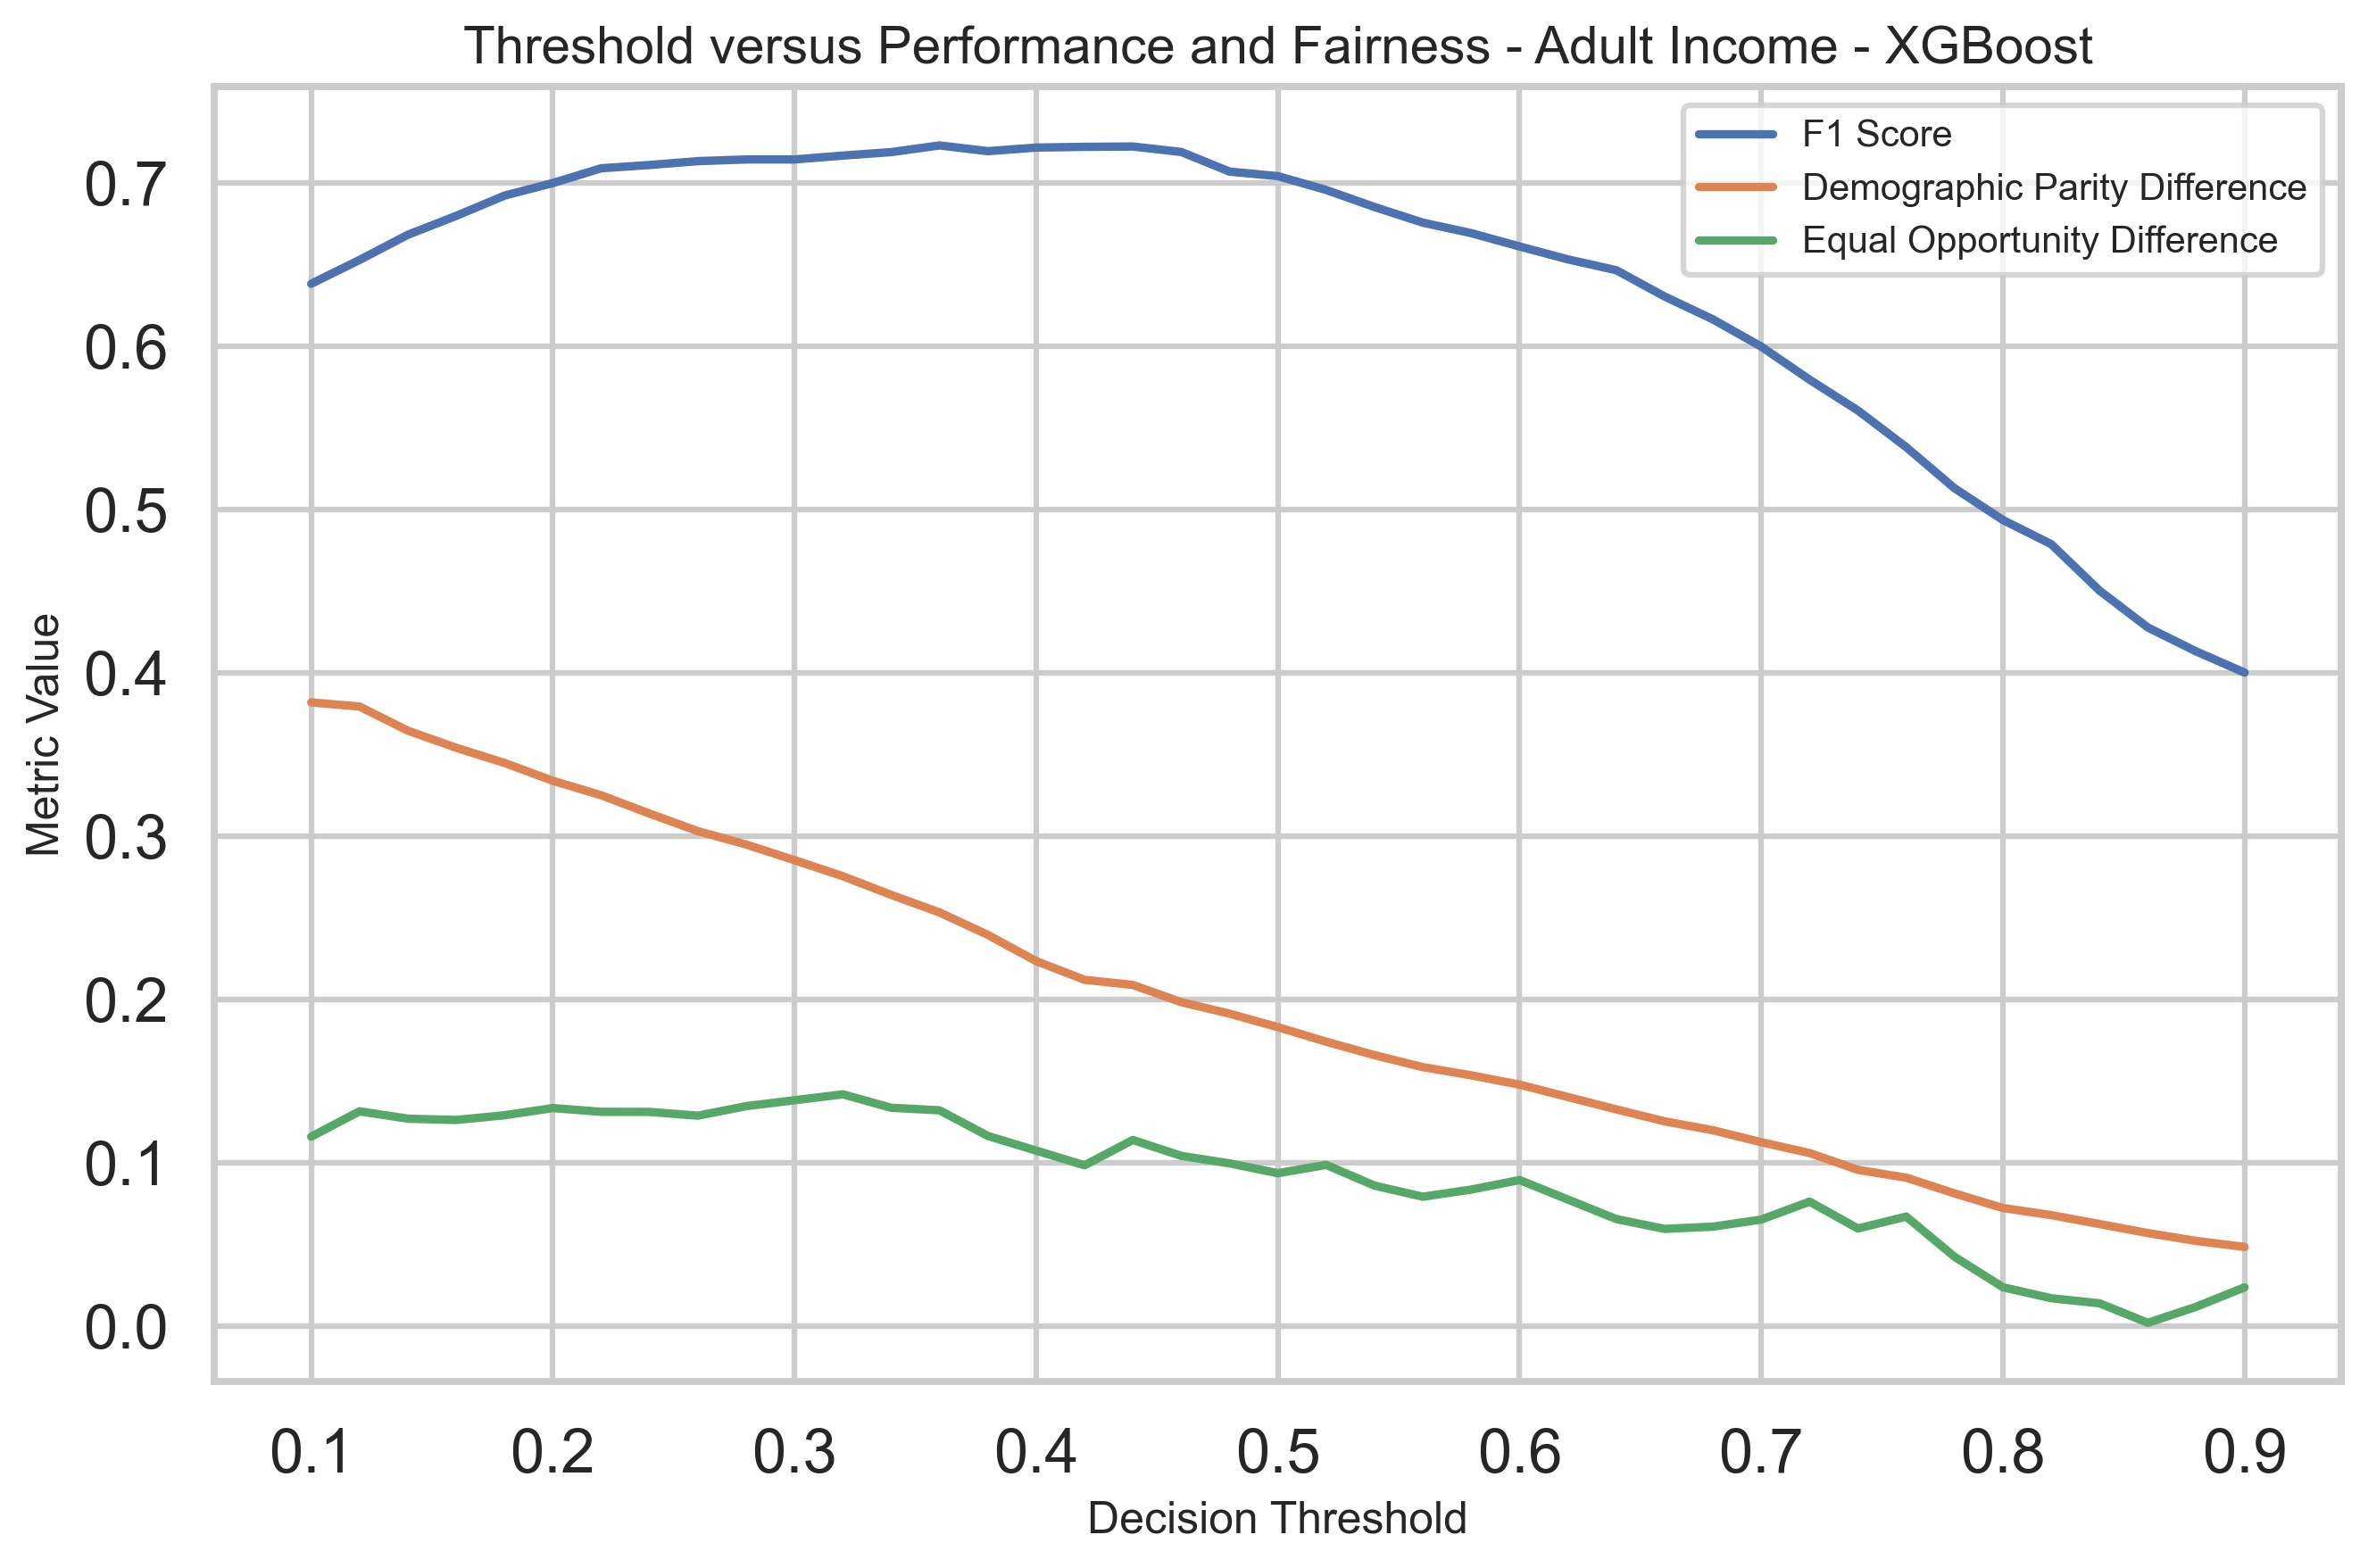 Threshold versus Performance and Fairness - Adult Income - XGBoost
F1 Score
Demographic Parity Difference
Equal Opportunity Difference
Metric Value
0.7
0.6
0.5
0.4
0.3
0.2
0.1
0.0
0.1 0.2 0.3 0.4 0.5 0.6 0.7 0.8 0.9
Decision Threshold